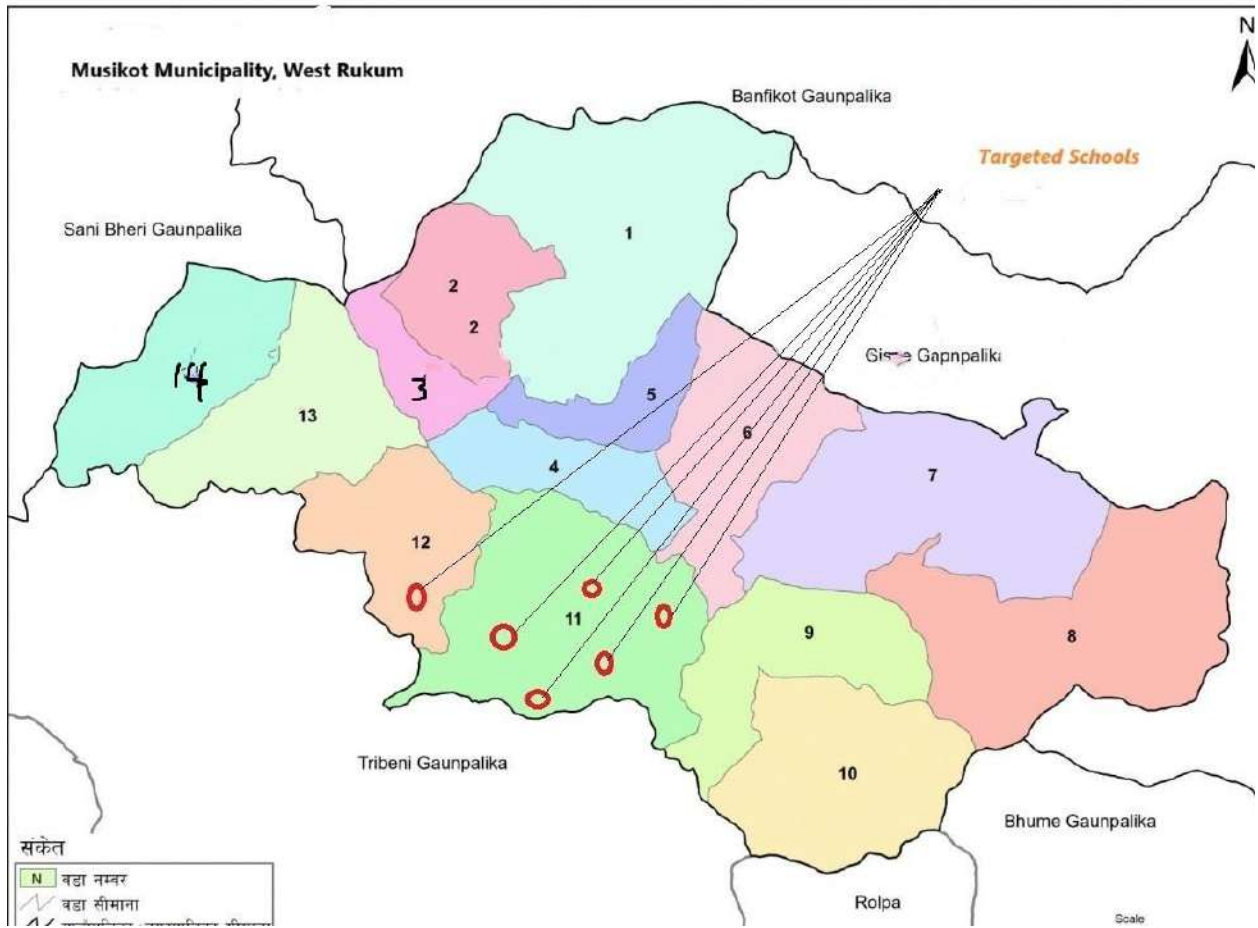 N
Musikot Municipality, West Rukum
Banfikot Gaunpalika
Targeted Schools
Sani Bheri Gaunpalika
1
2
2
Gapnpalika
14
3
5
13
6
4
7
12
11
9
8
Tribeni Gaunpalika
10
Bhume Gaunpalika
संकेत
N वडा नम्बर
वडा सीमाना
Rolpa
Scale